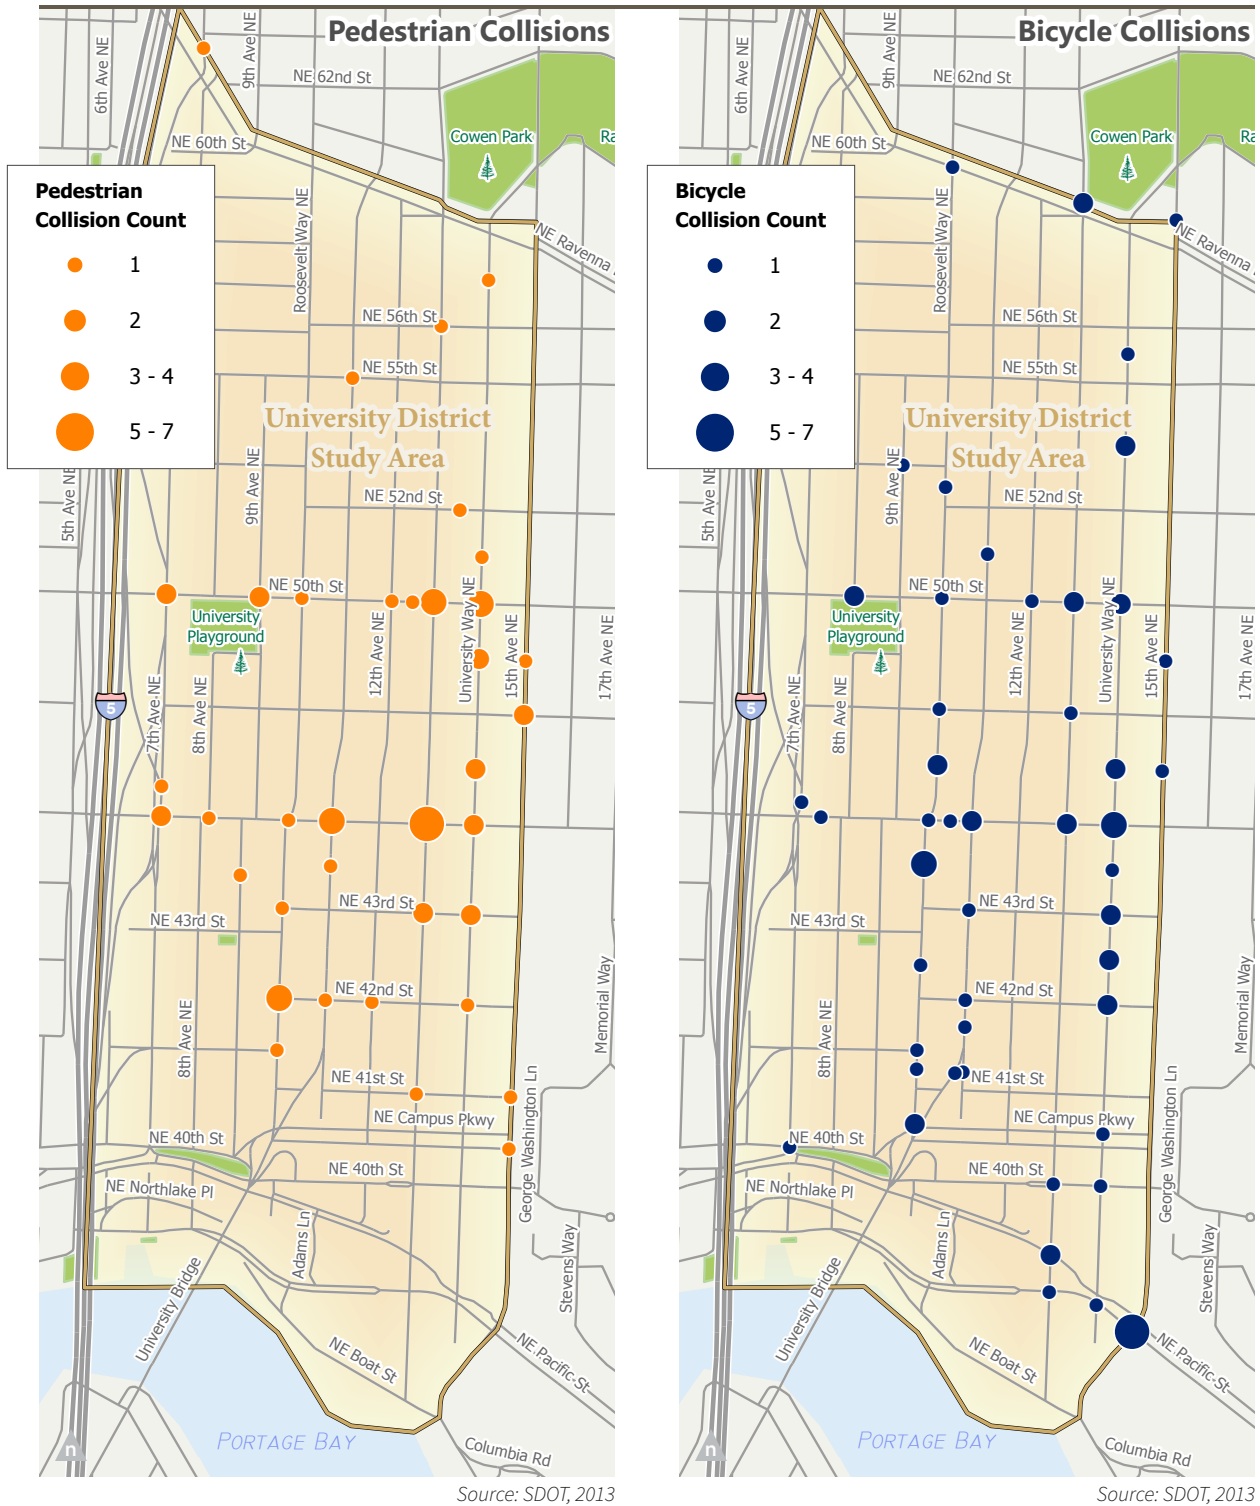 Pedestrian Collisions
6th Ave NE
9th Ave NE
NE 62nd St
Cowen Park
Ra
NE 60th St
Pedestrian
Collision Count
1
2
3 - 4
5 - 7
Roosevelt Way NE
NE Ravenna
NE 56th St
NE 55th St
University District
Study Area
5th Ave NE
9th Ave NE
NE 52nd St
NE 50th St
University
Playground
12th Ave NE
University Way NE
15th Ave NE
17th Ave NE
5
7th Ave NE
8th Ave NE
NE 43rd St
NE 43rd St
NE 42nd St
Memorial Way
8th Ave NE
NE 41st St
NE Campus Pkwy
George Washington Ln
NE 40th St
NE 40th St
NE Northlake Pl
Adams Ln
Stevens Way
University Bridge
NE Boat St
NE Pacific St
PORTAGE BAY
Columbia Rd
n
Source: SDOT, 2013
Bicycle Collisions
6th Ave NE
9th Ave NE
NE 62nd St
Cowen Park
Ra
NE 60th St
Bicycle
Collision Count
1
2
3 - 4
5 - 7
Roosevelt Way NE
NE Ravenna
NE 56th St
NE 55th St
University District
Study Area
5th Ave NE
9th Ave NE
NE 52nd St
NE 50th St
University
Playground
12th Ave NE
University Way NE
15th Ave NE
17th Ave
5
7th Ave NE
8th Ave NE
NE 43rd St
NE 43rd St
NE 42nd St
Memorial Way
8th Ave NE
NE 41st St
NE Campus Pkwy
George Washington Ln
NE 40th St
NE 40th St
NE Northlake Pl
Adams Ln
Stevens Way
University Bridge
NE Boat St
NE Pacific St
PORTAGE BAY
Columbia Rd
n
Source: SDOT, 2013